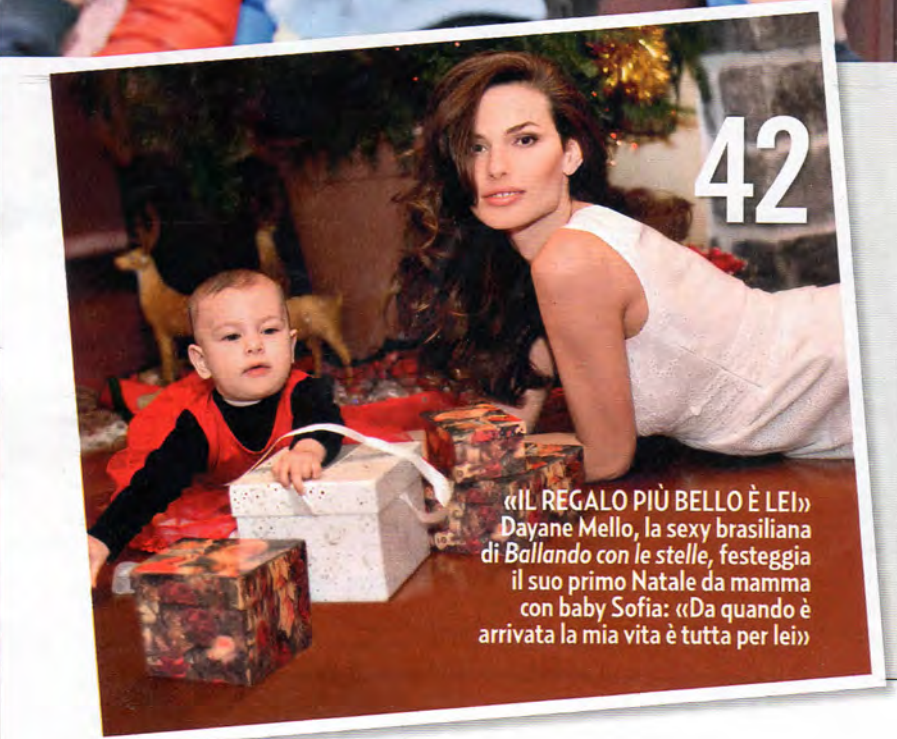 42
«IL REGALO PIÙ BELLO È LEI»
Dayane Mello, la sexy brasiliana
di Ballando con le stelle, festeggia
il suo primo Natale da mamma
con baby Sofia: «Da quando è
arrivata la mia vita è tutta per lei»